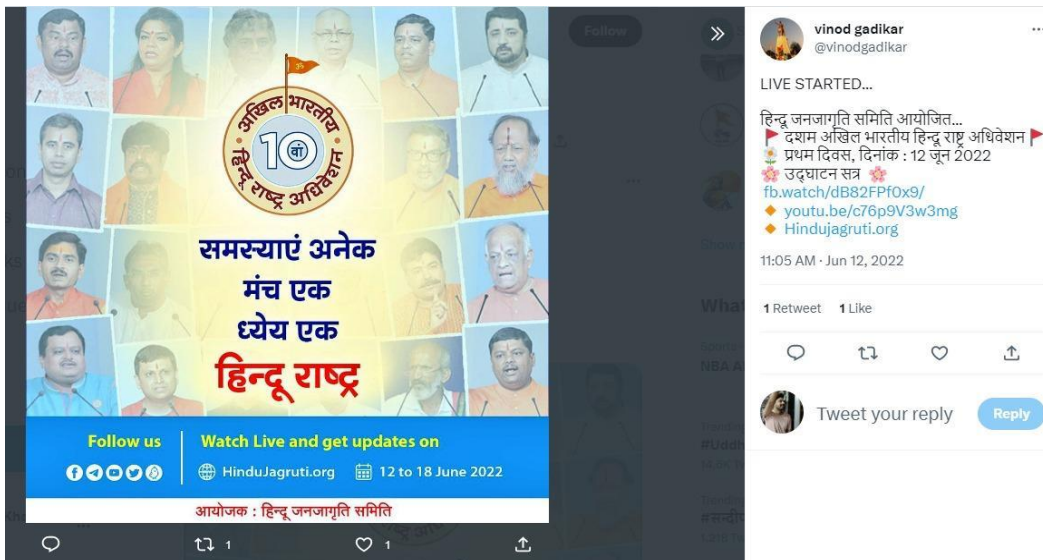 Follow
ॐ
अखिल भारतीय
10 वां
हिन्दू राष्ट्र अधिवेशन
समस्याएं अनेक
मंच एक
ध्येय एक
हिन्दू राष्ट्र
Follow us
Watch Live and get updates on
HinduJagruti.org 12 to 18 June 2022
आयोजक : हिन्दू जनजागृति समिति
1 1
vinod gadikar
@vinodgadikar
LIVE STARTED...
हिन्दू जनजागृति समिति आयोजित...
🚩 दशम अखिल भारतीय हिन्दू राष्ट्र अधिवेशन 🚩
🌼 प्रथम दिवस, दिनांक : 12 जून 2022
🌸 उद्घाटन सत्र 🌸
fb.watch/dB82FPfOx9/
🔸 youtu.be/c76p9V3w3mg
🔸 Hindujagruti.org
11:05 AM · Jun 12, 2022
1 Retweet 1 Like
Tweet your reply
Reply